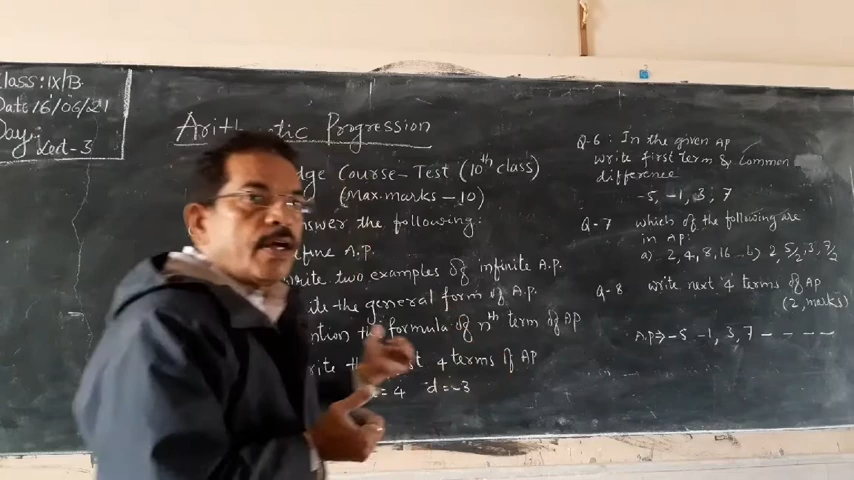 Class: IX/B
Date 16/06/21
Day:
Lect-3
Arithmetic Progression
dge Course - Test (10th class)
(Max. marks - 10)
nswer the following:
efine A.P.
rite two examples of infinite A.P.
ite the general form of A.P.
ntion the formula of nth term of AP
rite the st 4 terms of AP
= 4 d = -3
Q-6: In the given AP
write first term & Common
difference
-5, -1, 3, 7
Q-7 which of the following are
in AP:
a) 2, 4, 8, 16 - b) 2, 5/2, 3, 7/2
Q-8 write next 4 terms of AP
(2, marks)
A.P → -5 -1, 3, 7 - - - -